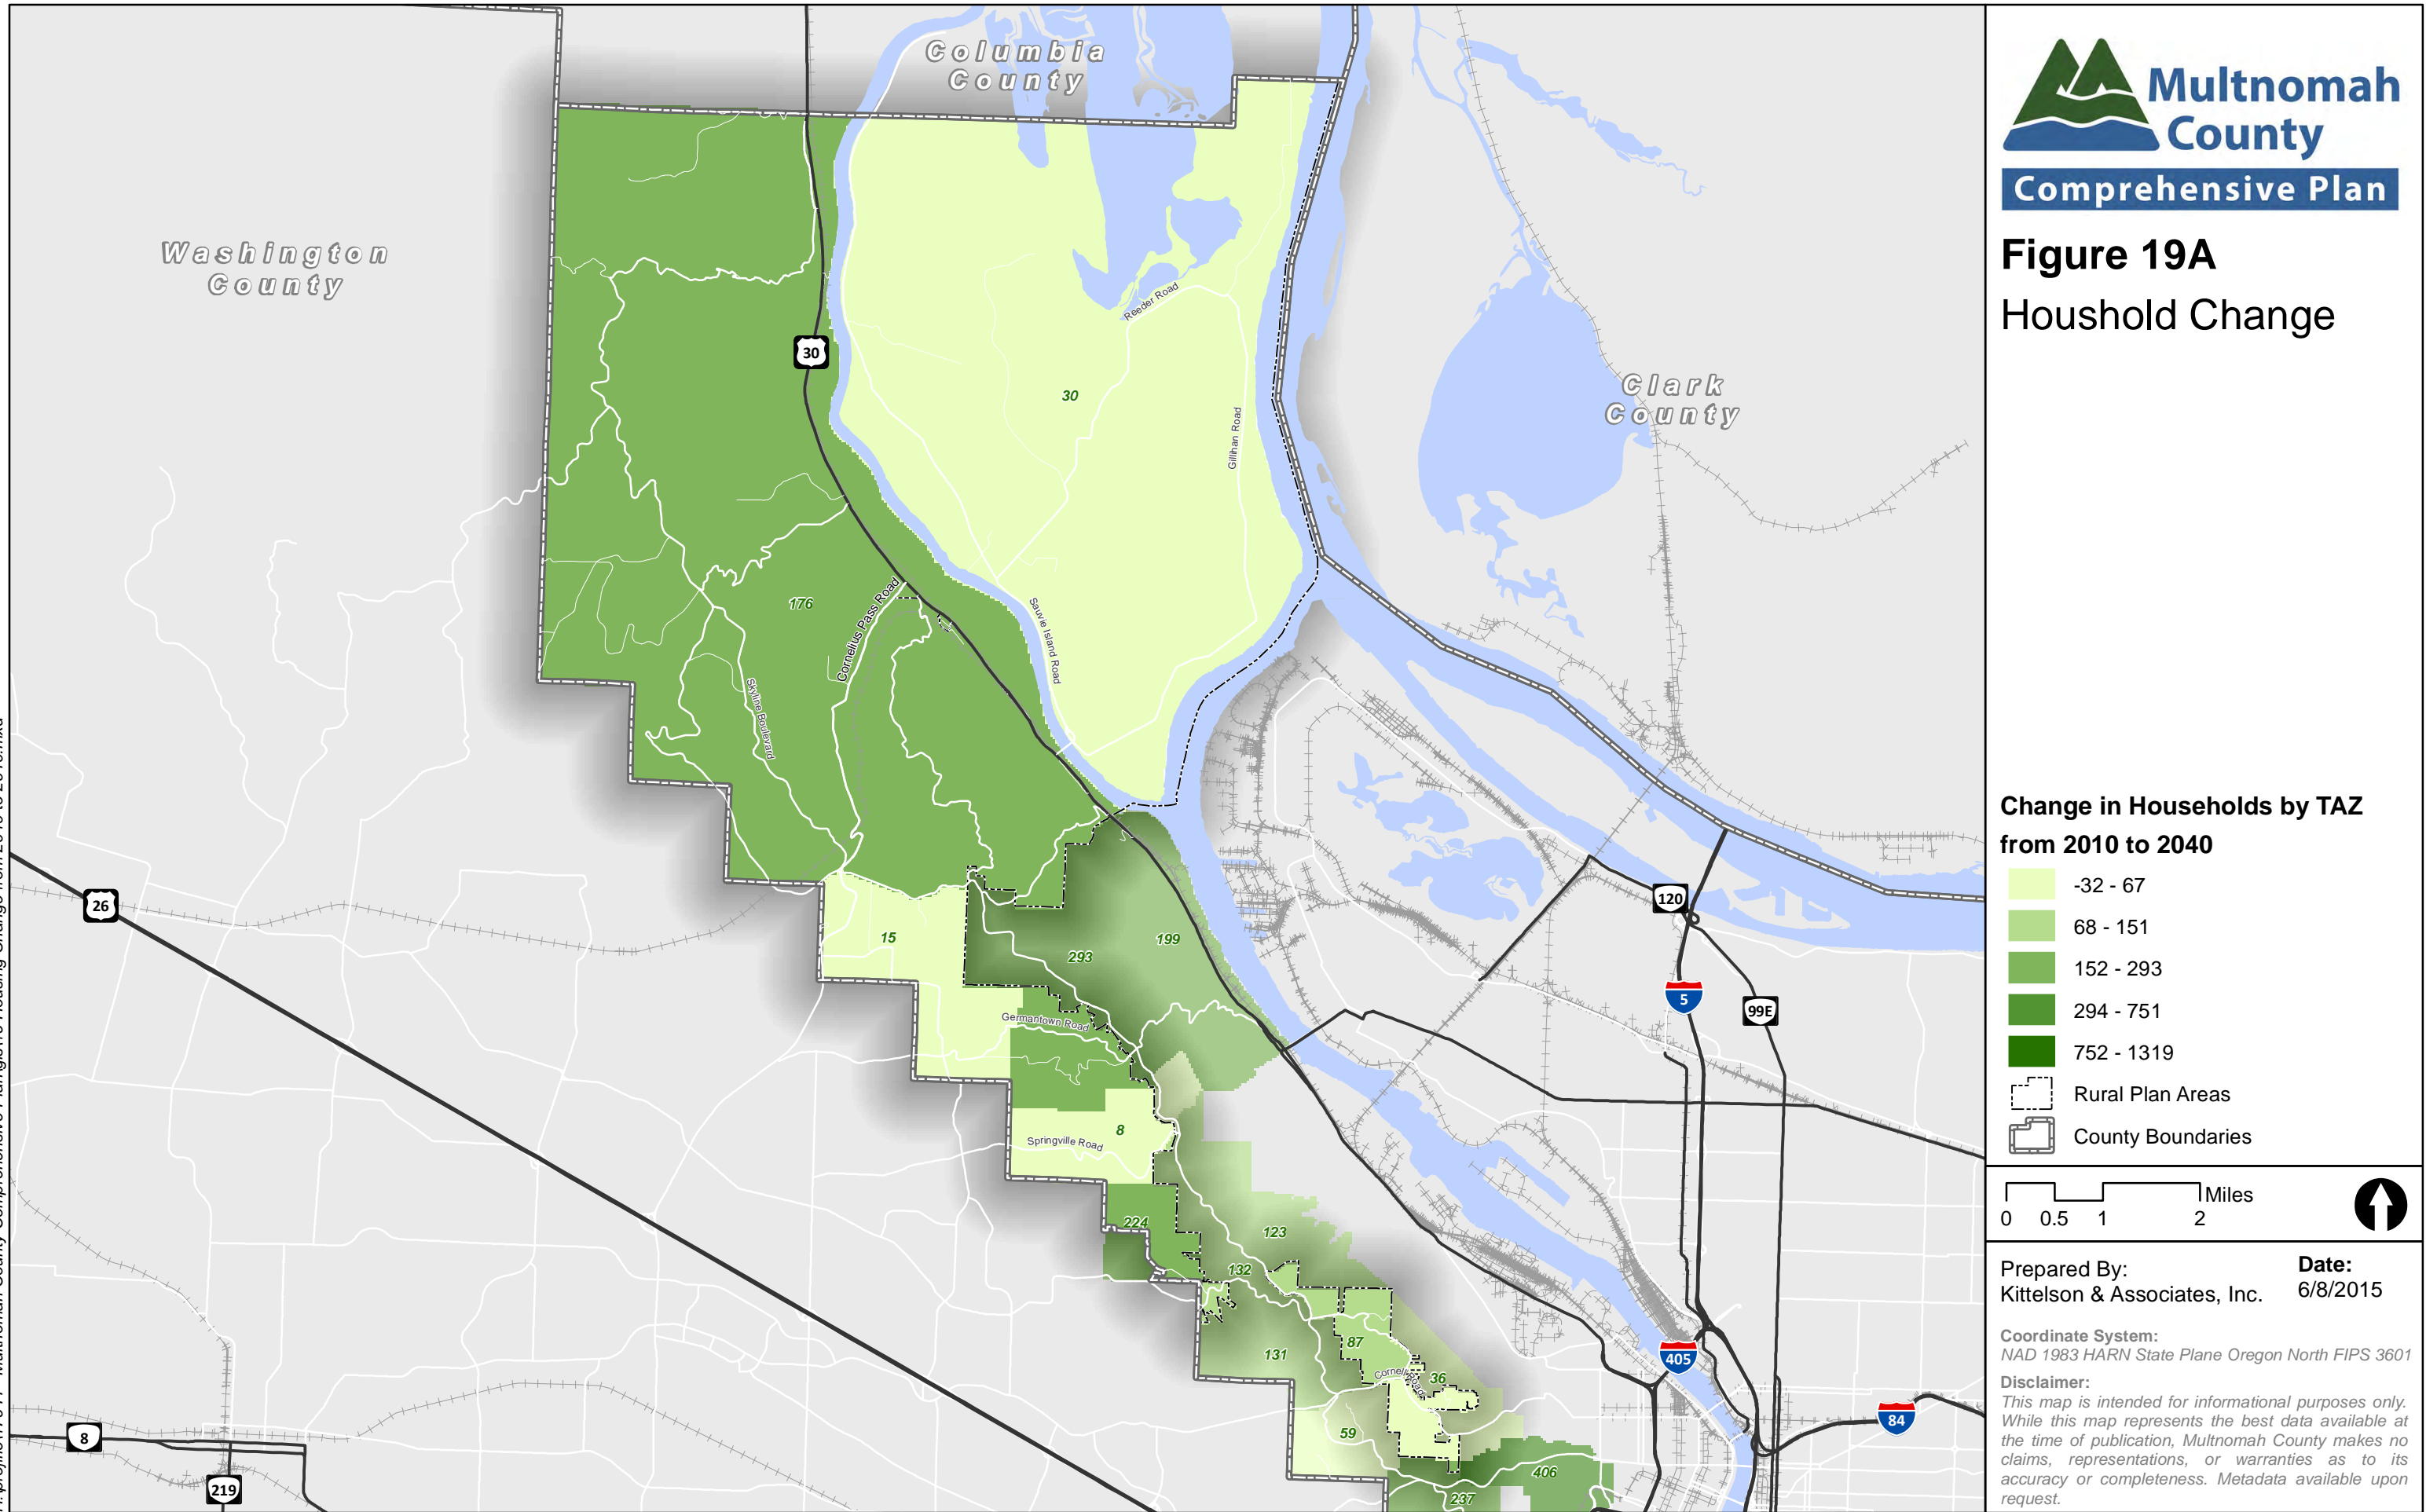 Columbia
County
Washington
County
Clark
County
30
30
Reeder Road
Gillihan Road
176
Cornelius Pass Road
Sauvie Island Road
Skyline Boulevard
26
120
5
99E
15
293
199
Germantown Road
8
Springville Road
224
123
132
131
87
Cornell Road
36
59
406
237
405
84
8
219
Multnomah
County
Comprehensive Plan
Figure 19A
Houshold Change
Change in Households by TAZ
from 2010 to 2040
-32 - 67
68 - 151
152 - 293
294 - 751
752 - 1319
Rural Plan Areas
County Boundaries
Miles
0 0.5 1 2
Prepared By:
Kittelson & Associates, Inc.
Date:
6/8/2015
Coordinate System:
NAD 1983 HARN State Plane Oregon North FIPS 3601
Disclaimer:
This map is intended for informational purposes only.
While this map represents the best data available at
the time of publication, Multnomah County makes no
claims, representations, or warranties as to its
accuracy or completeness. Metadata available upon
request.